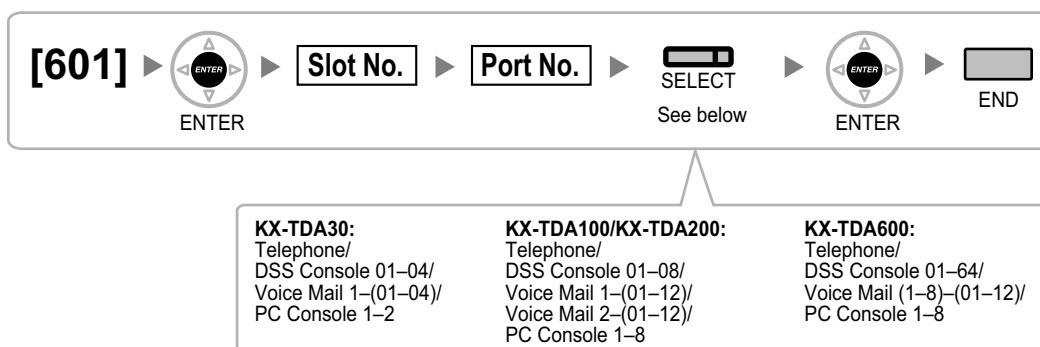 [601] ENTER Slot No. Port No. SELECT ENTER END
ENTER See below ENTER
KX-TDA30:
Telephone/
DSS Console 01–04/
Voice Mail 1–(01–04)/
PC Console 1–2
KX-TDA100/KX-TDA200:
Telephone/
DSS Console 01–08/
Voice Mail 1–(01–12)/
Voice Mail 2–(01–12)/
PC Console 1–8
KX-TDA600:
Telephone/
DSS Console 01–64/
Voice Mail (1–8)–(01–12)/
PC Console 1–8